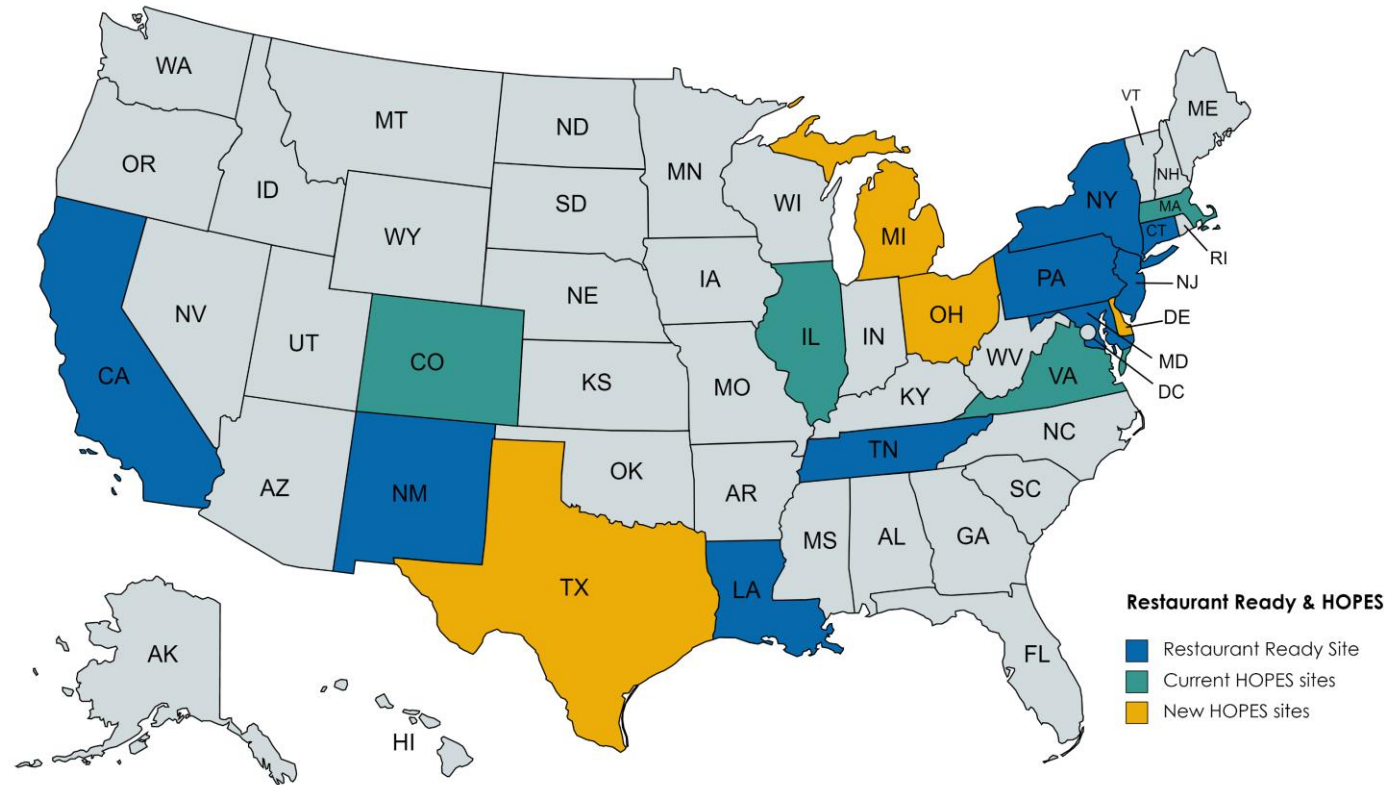 WA
MT
ND
MN
VT
ME
OR
ID
SD
WI
NH
NY
MA
WY
MI
CT
RI
IA
NE
PA
NJ
NV
OH
DE
UT
IL
IN
CA
CO
WV
MD
KS
MO
VA
KY
DC
NC
TN
OK
AZ
NM
AR
SC
MS
AL
GA
TX
LA
Restaurant Ready & HOPES
Restaurant Ready Site
AK
FL
Current HOPES sites
New HOPES sites
HI